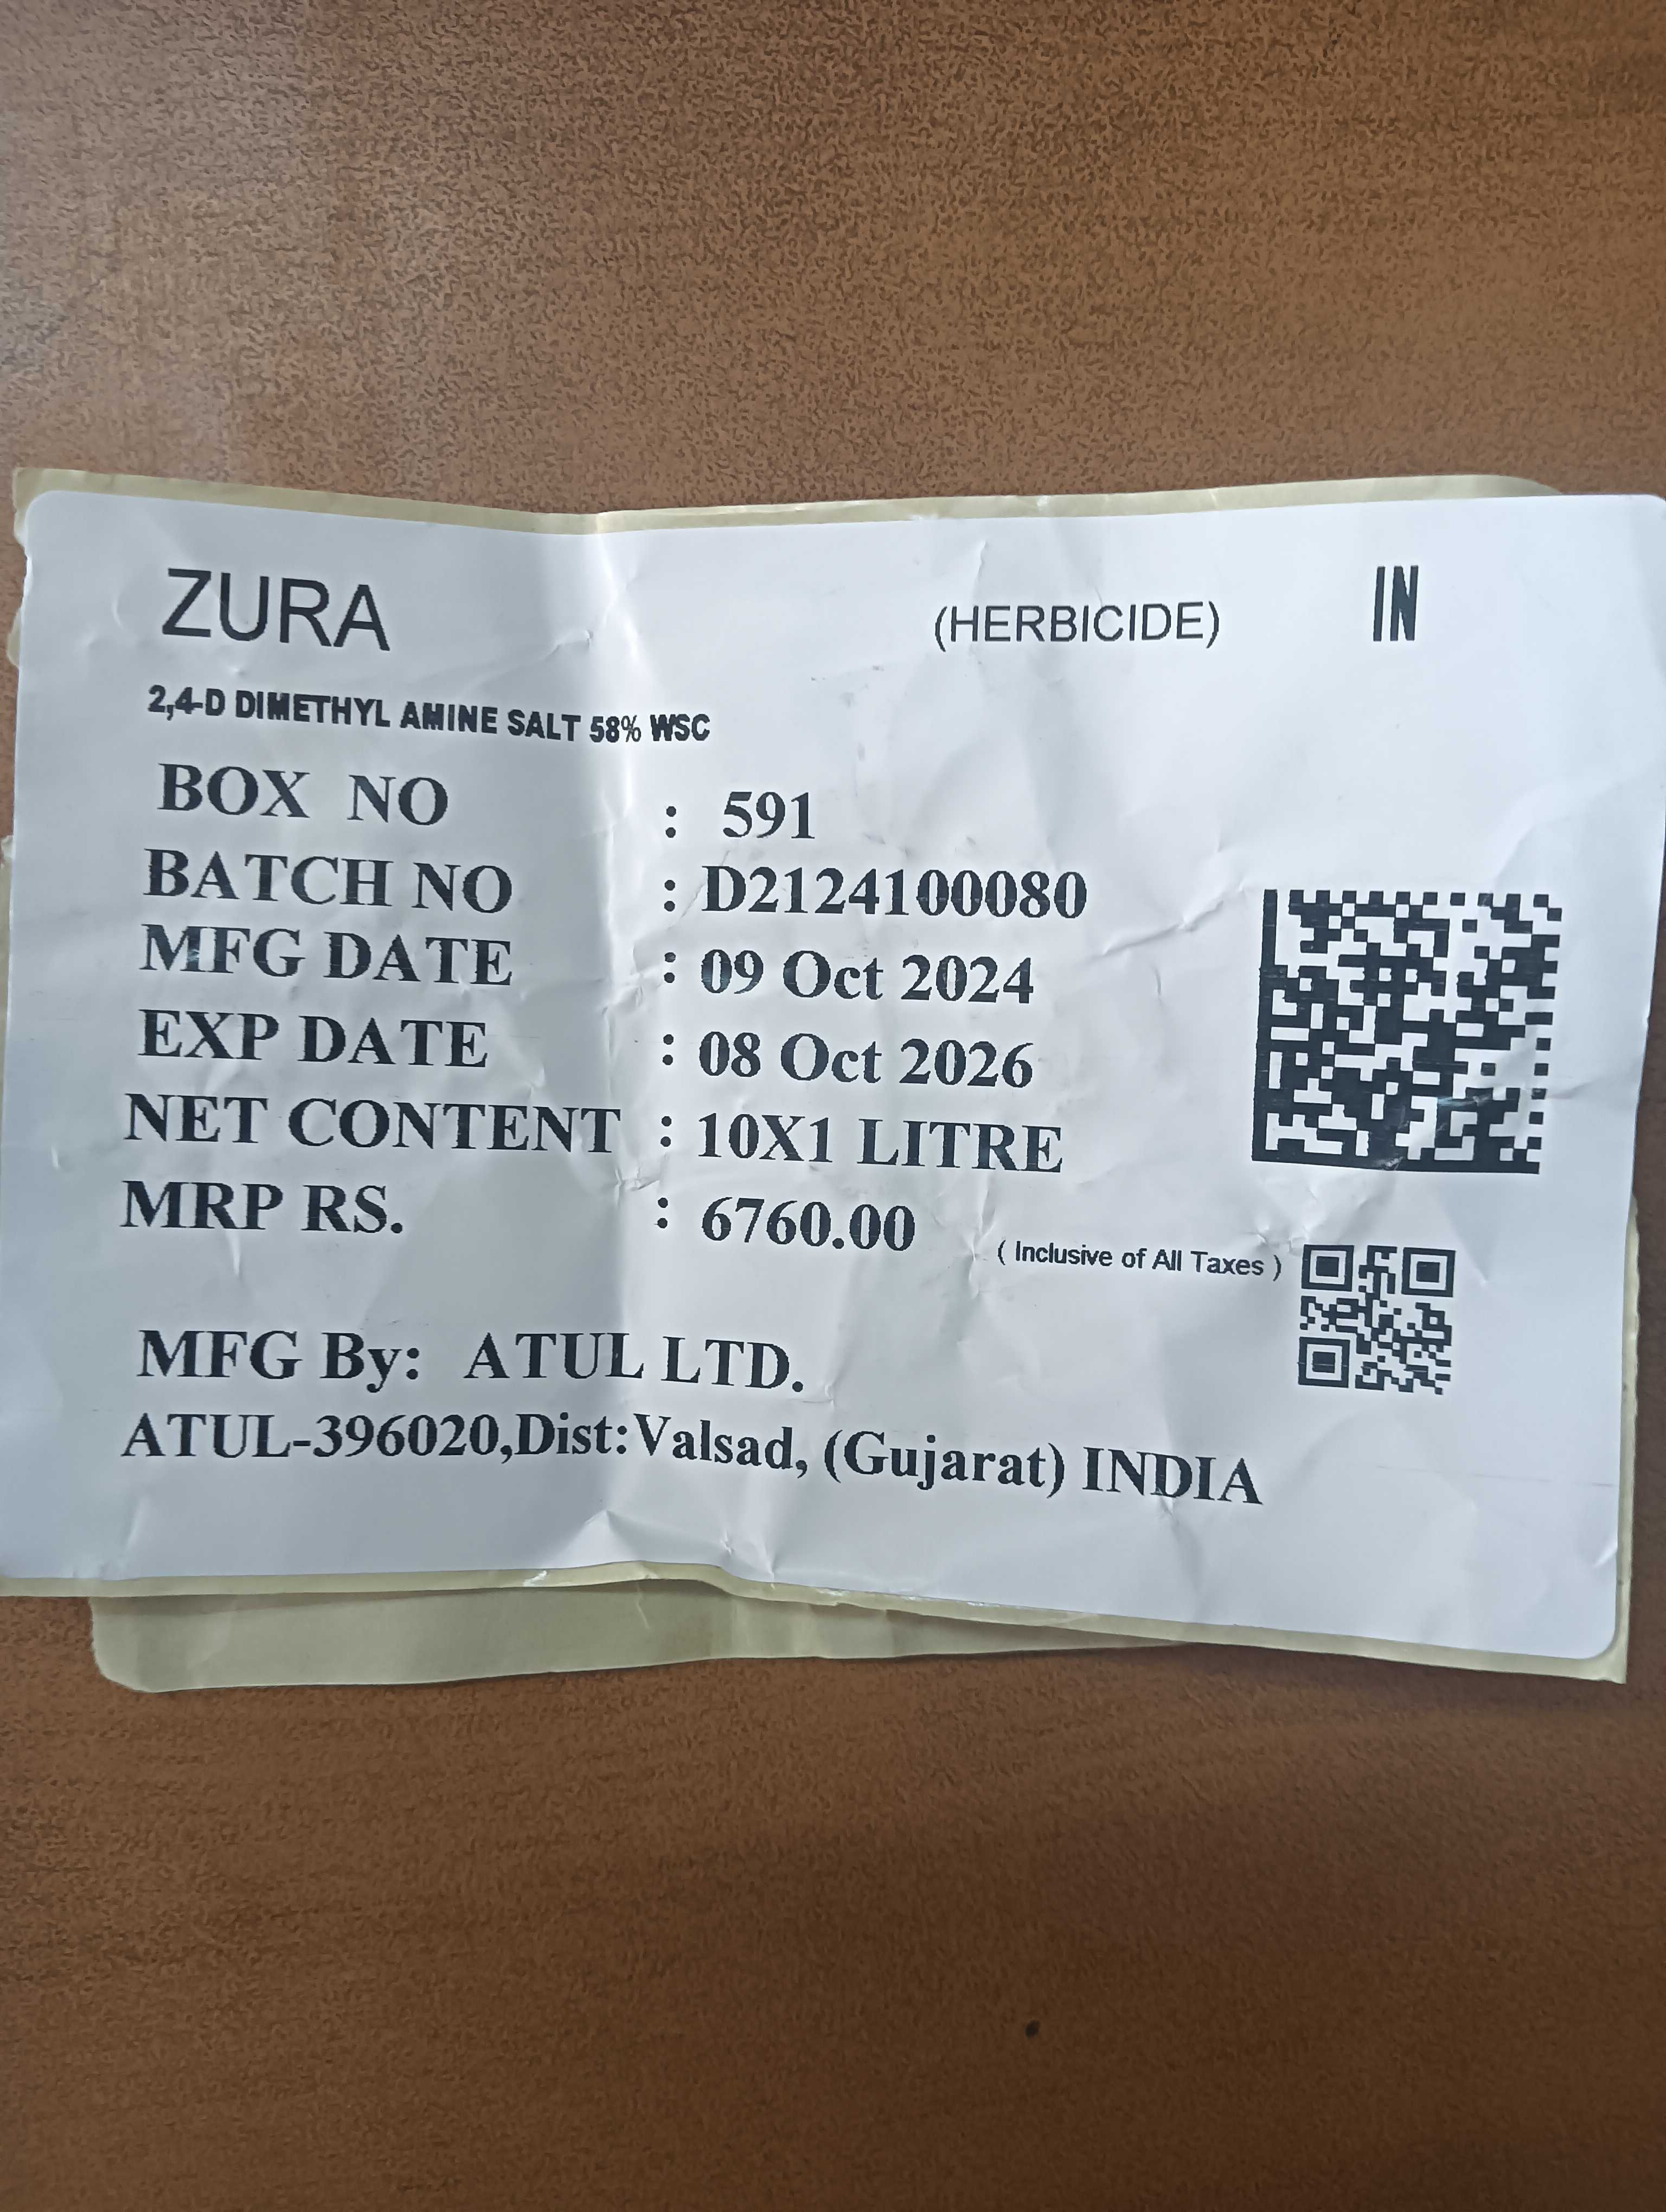 ZURA (HERBICIDE) IN
2,4-D DIMETHYL AMINE SALT 58% WSC
BOX NO : 591
BATCH NO : D2124100080
MFG DATE : 09 Oct 2024
EXP DATE : 08 Oct 2026
NET CONTENT : 10X1 LITRE
MRP RS. : 6760.00 ( Inclusive of All Taxes )
MFG By: ATUL LTD.
ATUL-396020,Dist:Valsad, (Gujarat) INDIA